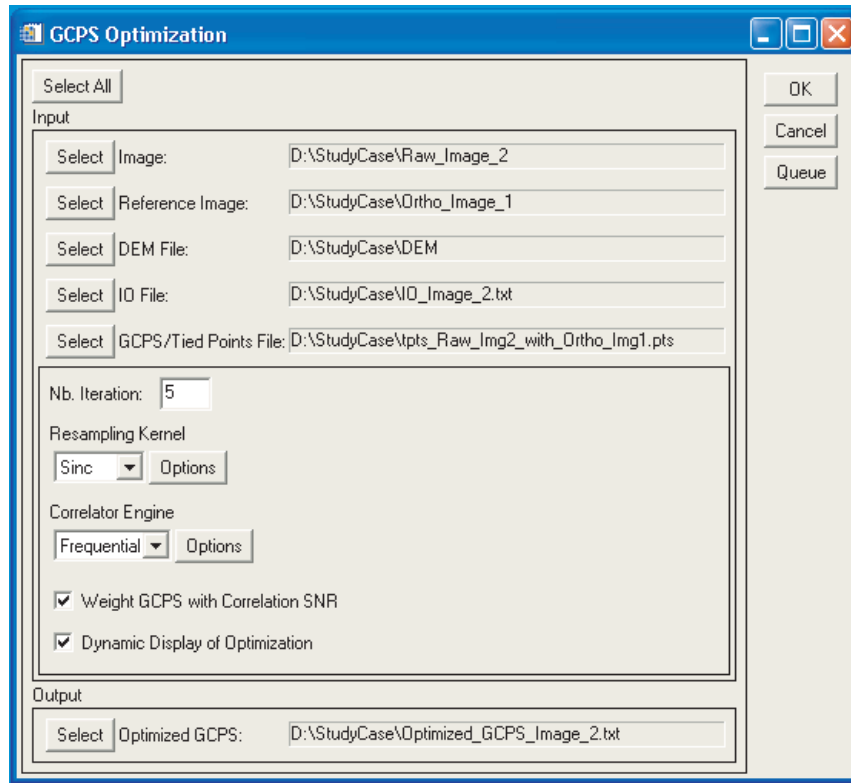 GCPS Optimization
Select All
OK
Cancel
Queue
Input
Select Image: D:\StudyCase\Raw_Image_2
Select Reference Image: D:\StudyCase\Ortho_Image_1
Select DEM File: D:\StudyCase\DEM
Select IO File: D:\StudyCase\IO_Image_2.txt
Select GCPS/Tied Points File: D:\StudyCase\tpts_Raw_Img2_with_Ortho_Img1.pts
Nb. Iteration: 5
Resampling Kernel
Sinc Options
Correlator Engine
Frequential Options
Weight GCPS with Correlation SNR
Dynamic Display of Optimization
Output
Select Optimized GCPS: D:\StudyCase\Optimized_GCPS_Image_2.txt